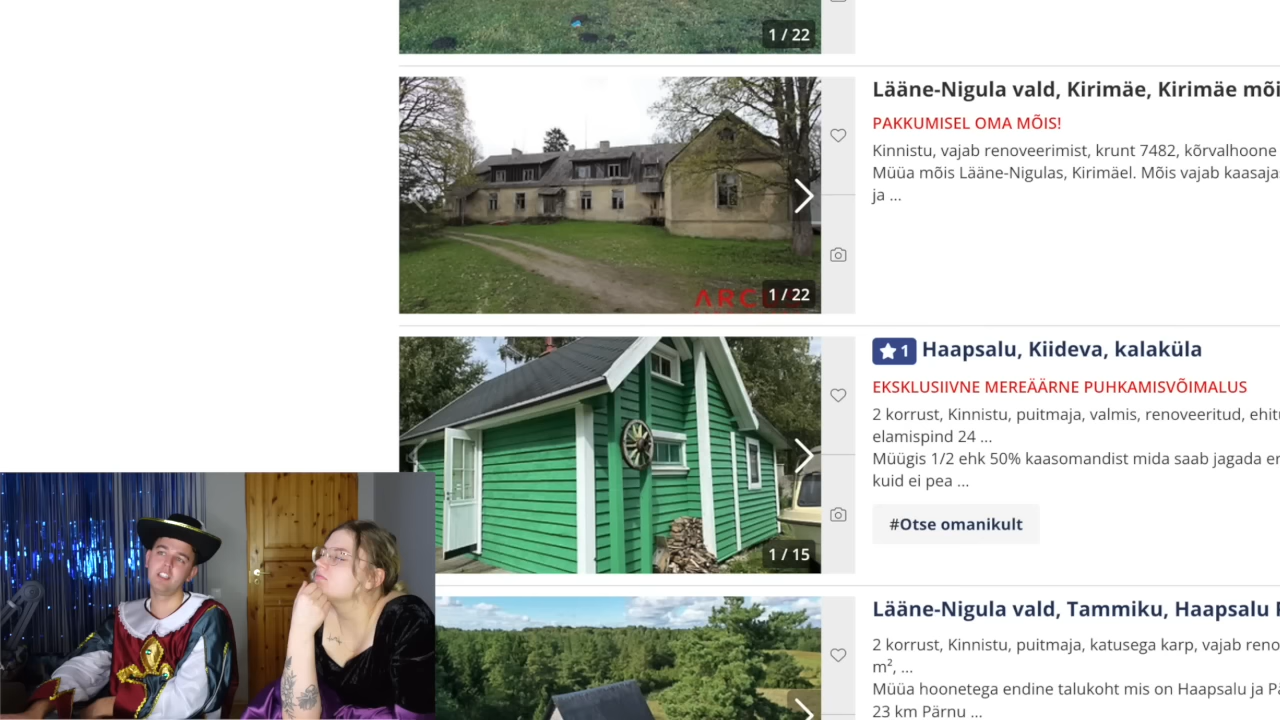 1 / 22
Lääne-Nigula vald, Kirimäe, Kirimäe mõi
PAKKUMISEL OMA MÕIS!
Kinnistu, vajab renoveerimist, krunt 7482, kõrvalhoone
Müüa mõis Lääne-Nigulas, Kirimäel. Mõis vajab kaasajas
ja ...
ARC
1 / 22
1 Haapsalu, Kiideva, kalaküla
EKSKLUSIIVNE MEREÄÄRNE PUHKAMISVÕIMALUS
2 korrust, Kinnistu, puitmaja, valmis, renoveeritud, ehitu
elamispind 24 ...
Müügis 1/2 ehk 50% kaasomandist mida saab jagada er
kuid ei pea ...
#Otse omanikult
1 / 15
Lääne-Nigula vald, Tammiku, Haapsalu
2 korrust, Kinnistu, puitmaja, katusega karp, vajab reno
m², ...
Müüa hoonetega endine talukoht mis on Haapsalu ja Pä
23 km Pärnu ...